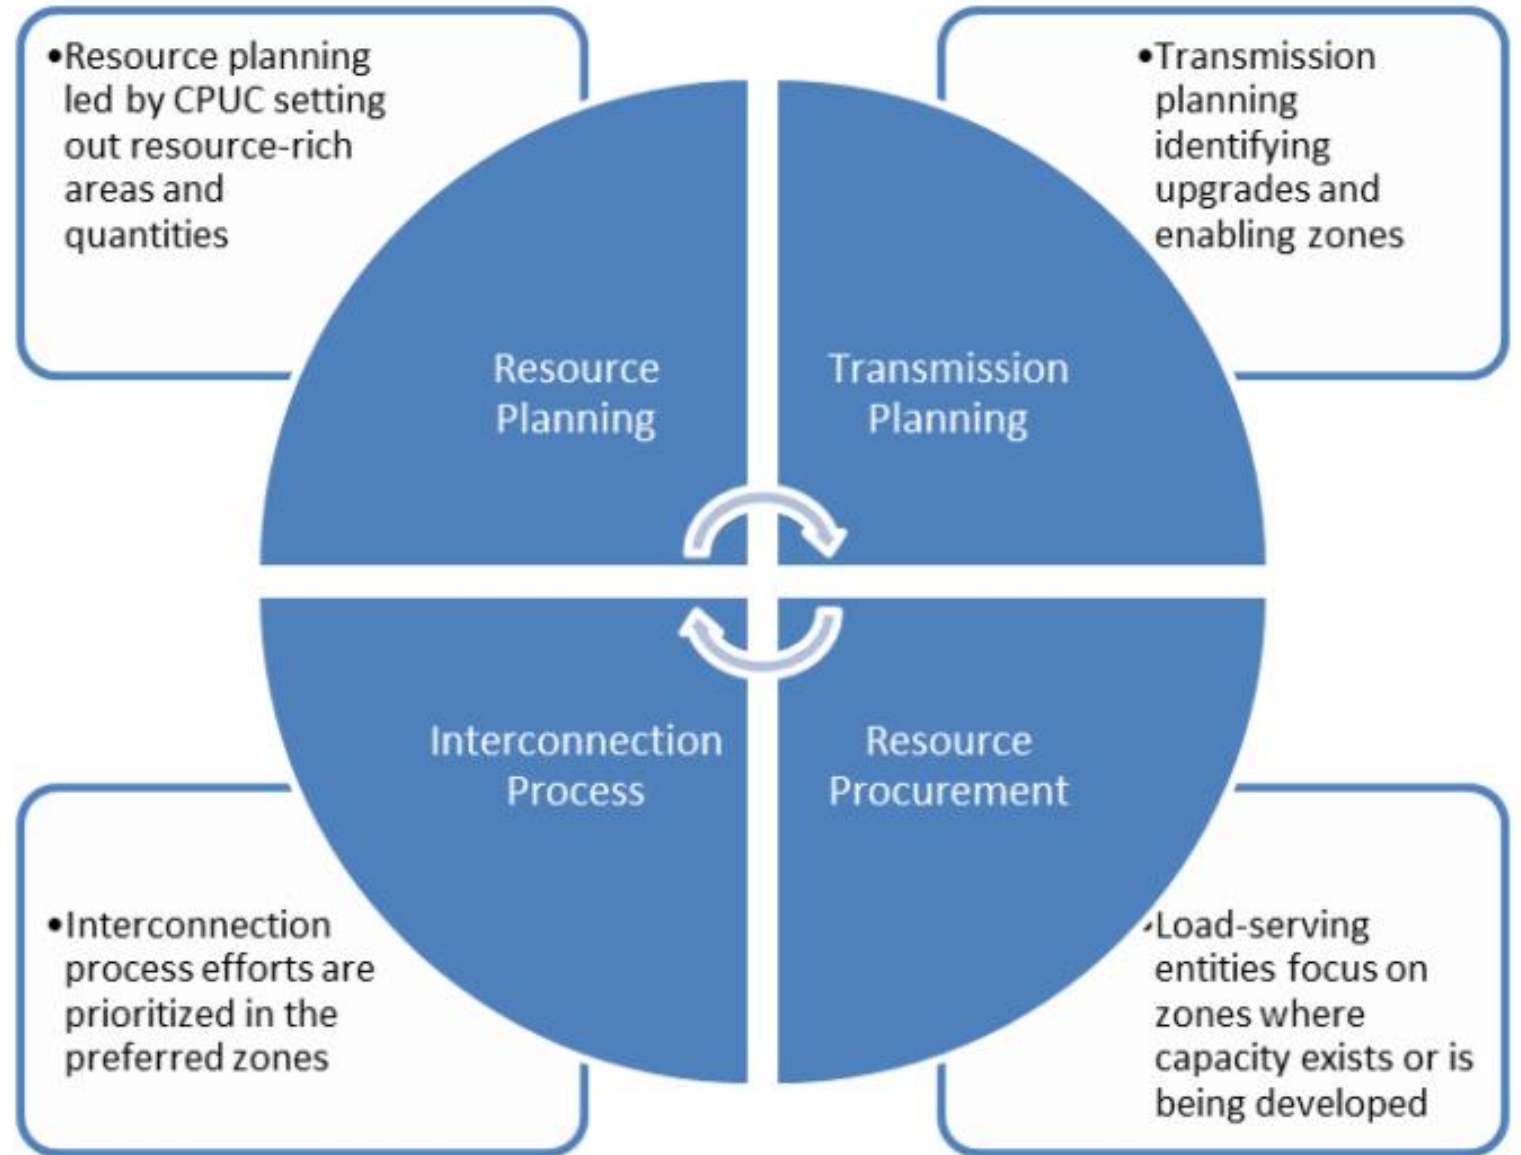 •Resource planning
led by CPUC setting
out resource-rich
areas and
quantities
•Transmission
planning
identifying
upgrades and
enabling zones
Resource
Planning
Transmission
Planning
Interconnection
Process
Resource
Procurement
•Interconnection
process efforts are
prioritized in the
preferred zones
•Load-serving
entities focus on
zones where
capacity exists or is
being developed